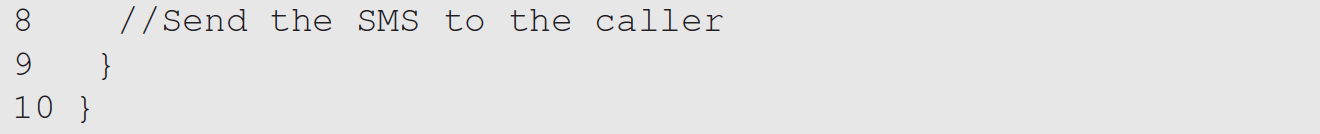 8    //Send the SMS to the caller
9   }
10 }